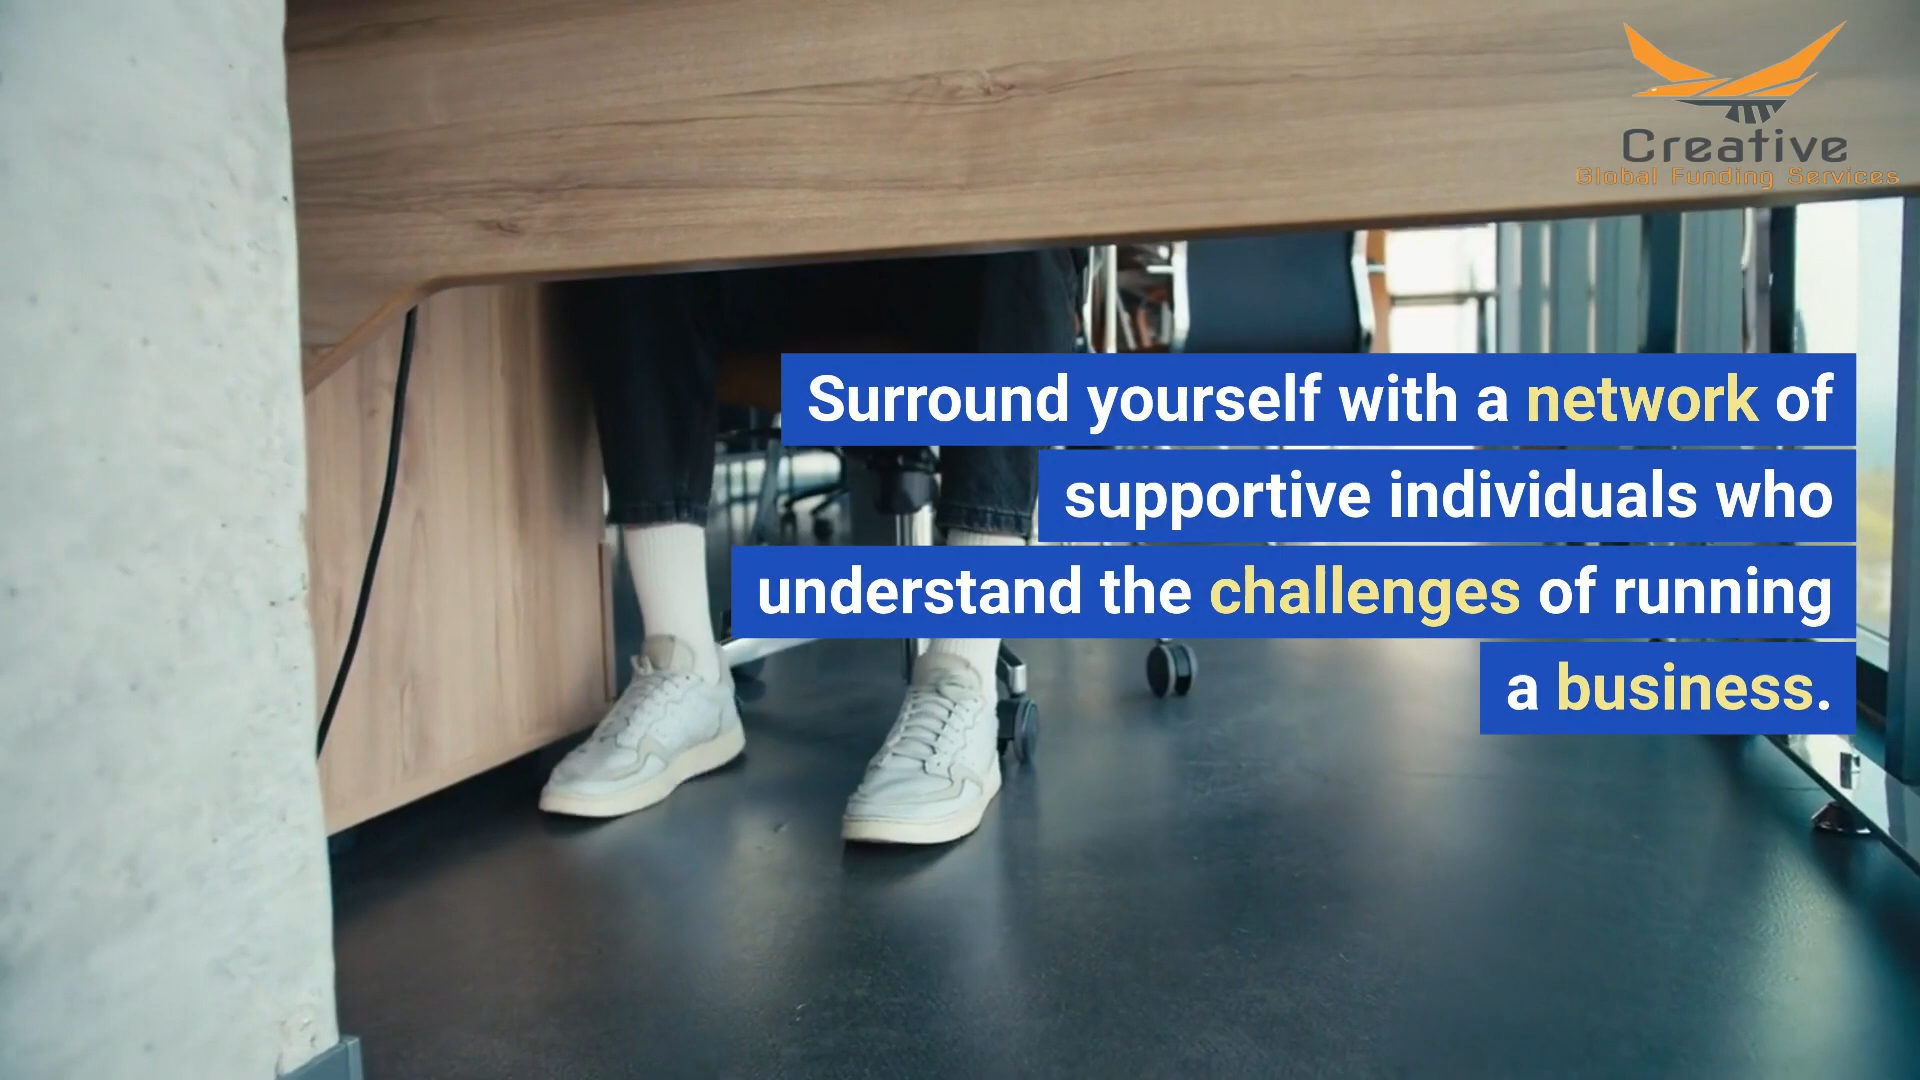 Creative
Global Funding Services
Surround yourself with a network of
supportive individuals who
understand the challenges of running
a business.